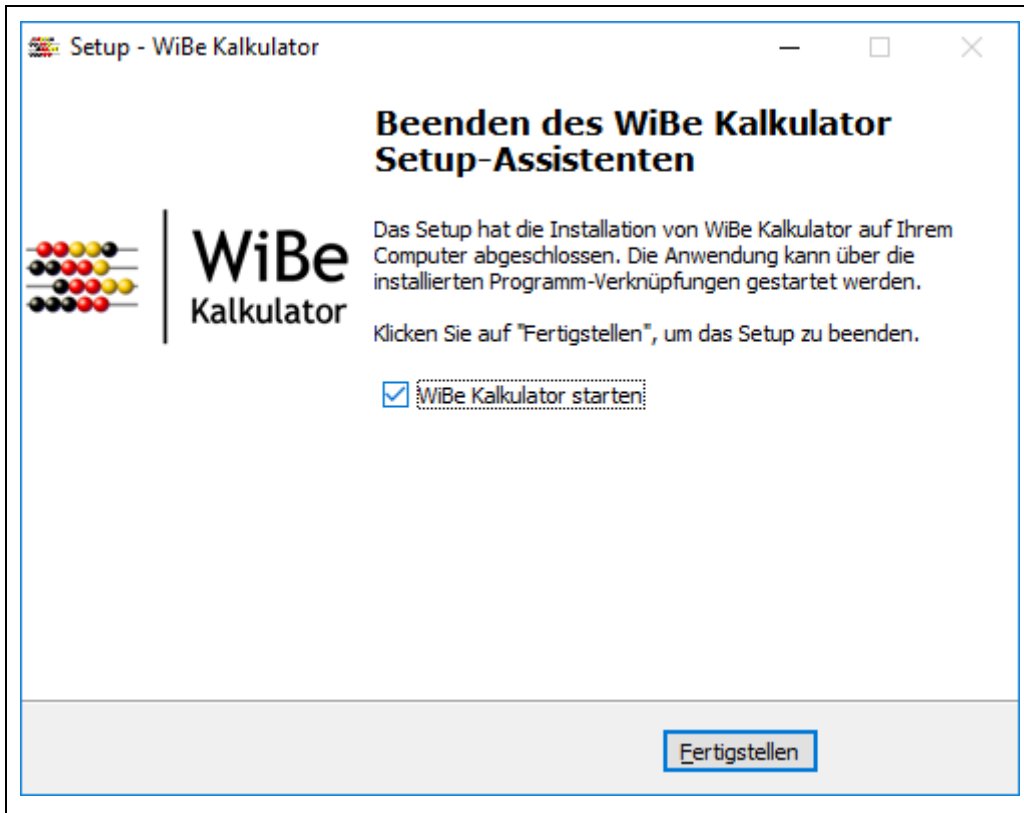 Setup - WiBe Kalkulator
Beenden des WiBe Kalkulator
Setup-Assistenten
WiBe
Kalkulator
Das Setup hat die Installation von WiBe Kalkulator auf Ihrem
Computer abgeschlossen. Die Anwendung kann über die
installierten Programm-Verknüpfungen gestartet werden.
Klicken Sie auf "Fertigstellen", um das Setup zu beenden.
WiBe Kalkulator starten
Fertigstellen